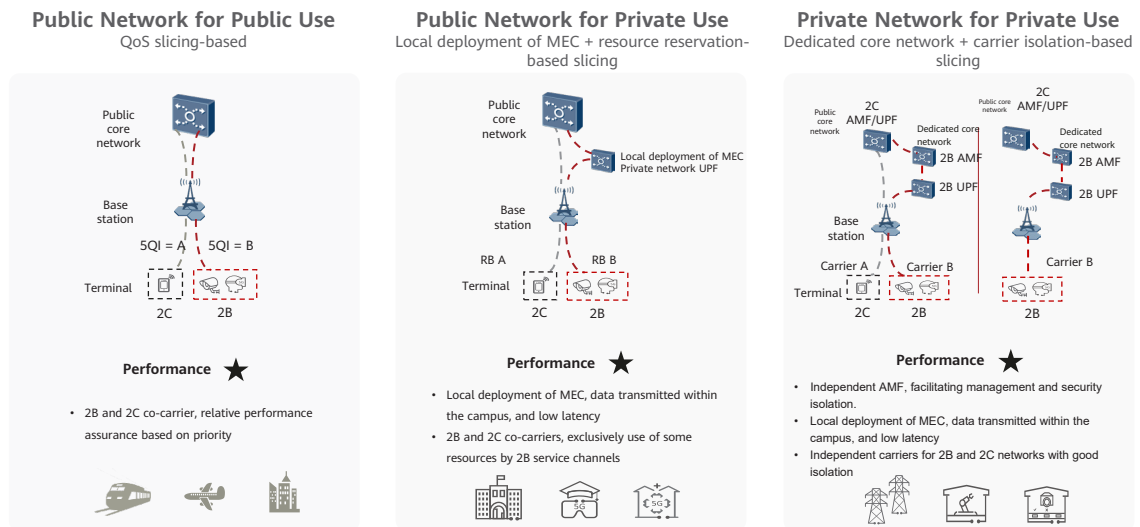 Public Network for Public Use
QoS slicing-based
Public
core
network
Base
station
5QI = A
5QI = B
Terminal
2C
2B
Performance
• 2B and 2C co-carrier, relative performance
assurance based on priority
Public Network for Private Use
Local deployment of MEC + resource reservation-
based slicing
Public
core
network
Local deployment of MEC
Private network UPF
Base
station
RB A
RB B
Terminal
2C
2B
Performance
• Local deployment of MEC, data transmitted within
the campus, and low latency
• 2B and 2C co-carriers, exclusively use of some
resources by 2B service channels
5G
5G
Private Network for Private Use
Dedicated core network + carrier isolation-based
slicing
Public
core
network
2C
AMF/UPF
Dedicated core
network
2B AMF
2B UPF
Base
station
Carrier A
Carrier B
Terminal
2C
2B
Public core
network
2C
AMF/UPF
Dedicated
core network
2B AMF
2B UPF
Carrier B
2B
Performance
• Independent AMF, facilitating management and security
isolation.
• Local deployment of MEC, data transmitted within the
campus, and low latency
• Independent carriers for 2B and 2C networks with good
isolation